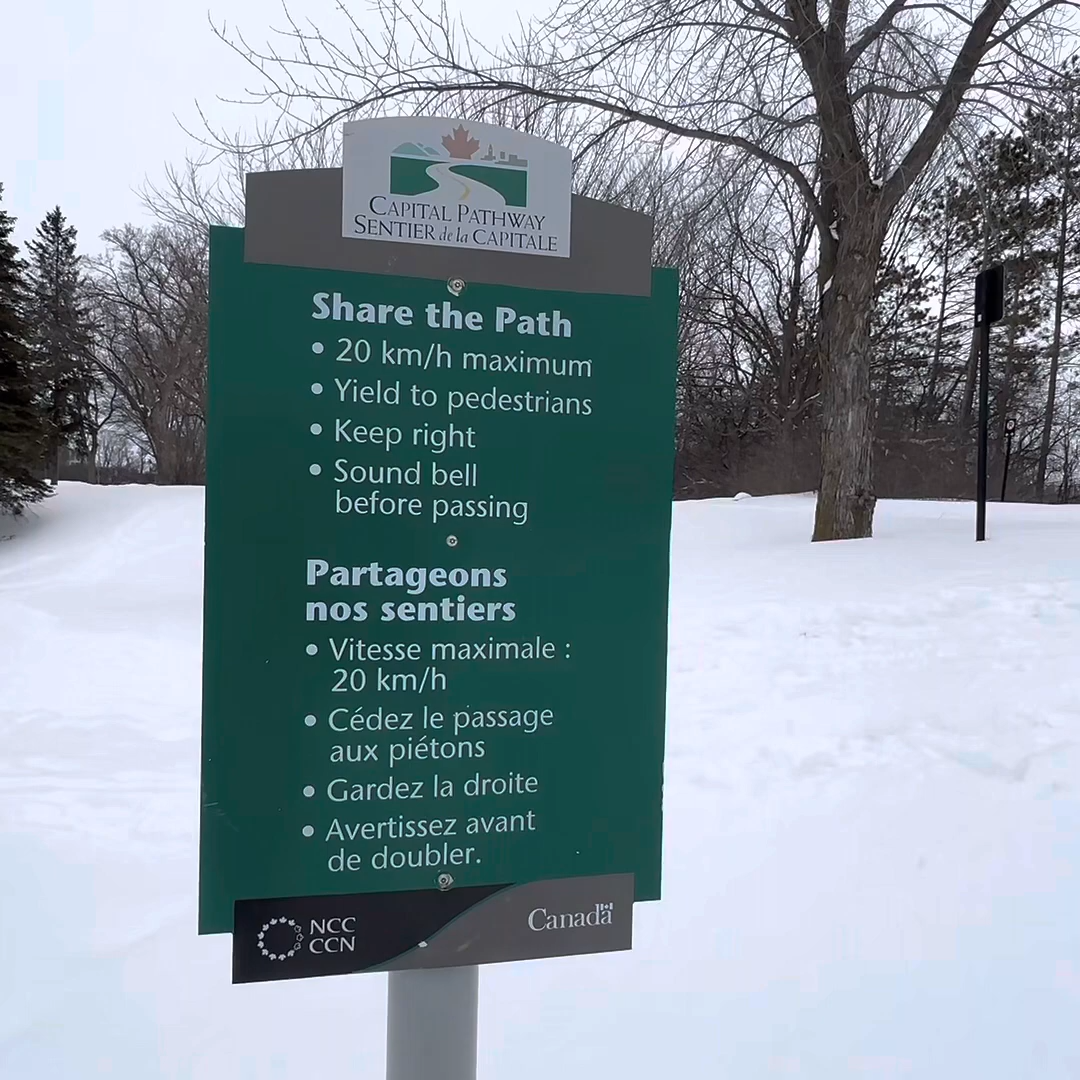 CAPITAL PATHWAY
SENTIER de la CAPITALE
Share the Path
• 20 km/h maximum
• Yield to pedestrians
• Keep right
• Sound bell
before passing
Partageons
nos sentiers
• Vitesse maximale :
20 km/h
• Cédez le passage
aux piétons
• Gardez la droite
• Avertissez avant
de doubler.
NCC
CCN
Canada